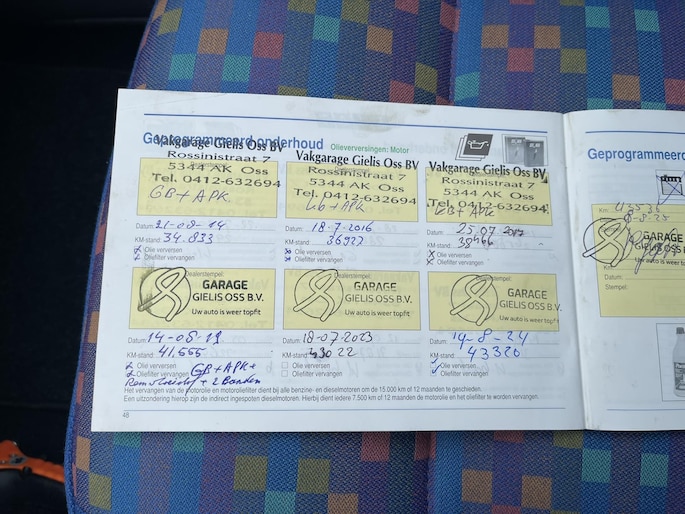 Geprogrammeerd onderhoud
Olieverversingen: Motor
Vakgarage Gielis Oss BV
Rossinistraat 7
5344 AK Oss
Tel. 0412-632694
GB + APK
Datum: 21-08-14
KM-stand: 34.833
x Olie verversen
x Oliefilter vervangen
Vakgarage Gielis Oss BV
Rossinistraat 7
5344 AK Oss
Tel. 0412-632694
GB + APK
Datum: 18-7-2016
KM-stand: 36927
x Olie verversen
x Oliefilter vervangen
Vakgarage Gielis Oss BV
Rossinistraat 7
5344 AK Oss
Tel. 0412-632694
GB + APK
Datum: 25-07-2017
KM-stand:
x Olie verversen
x Oliefilter vervangen
GARAGE
GIELIS OSS B.V.
Uw auto is weer topfit
Datum: 14-08-19
KM-stand: 41,555
x Olie verversen
x Oliefilter vervangen
GB + APK +
+ 2 Banden
Dealerstempel:
GARAGE
GIELIS OSS B.V.
Uw auto is weer topfit
Datum: 18-07-2023
KM-stand: 43022
Olie verversen
Oliefilter vervangen
Dealerstempel:
GARAGE
GIELIS OSS B.V.
Uw auto is weer topfit
Datum: 14-8-24
KM-stand: 43320
Olie verversen
Oliefilter vervangen
Het vervangen van de motorolie en motoroliefilter dient bij alle benzine- en dieselmotoren om de 15.000 km of 12 maanden te geschieden.
Een uitzondering hierop zijn de indirect ingespoten dieselmotoren. Hierbij dient iedere 7.500 km of 12 maanden de motorolie en het oliefilter te worden vervangen.
48
Geprogrammeerd
GARAGE
GIELIS OSS B.V.
Uw auto is weer topfit
Datum:
Stempel: